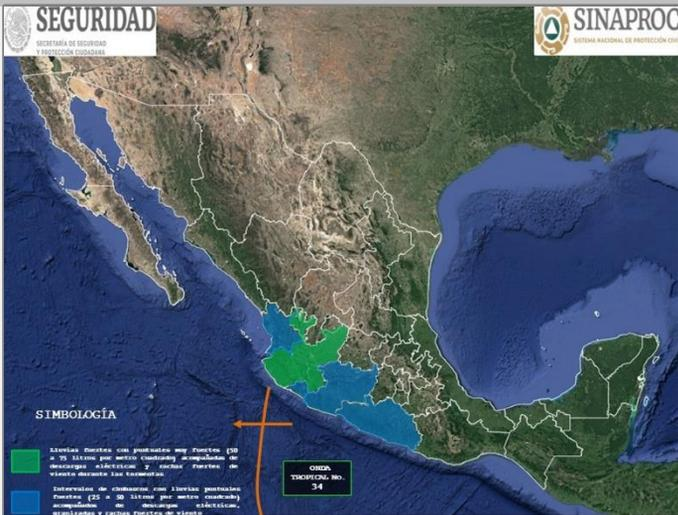 SEGURIDAD
SECRETARÍA DE SEGURIDAD
Y PROTECCIÓN CIUDADANA
SINAPROC
SISTEMA NACIONAL DE PROTECCIÓN CIVI
SIMBOLOGÍA
Lluvias fuertes con puntuales muy fuertes (50
a 75 litros por metro cuadrado) acompañadas de
descargas eléctricas y rachas fuertes de
viento durante las tormentas
Intervalos de chubascos con lluvias puntuales
fuertes (25 a 50 litros por metro cuadrado)
acompañados de descargas eléctricas,
granizadas y rachas fuertes de viento
ONDA
TROPICAL NO.
34